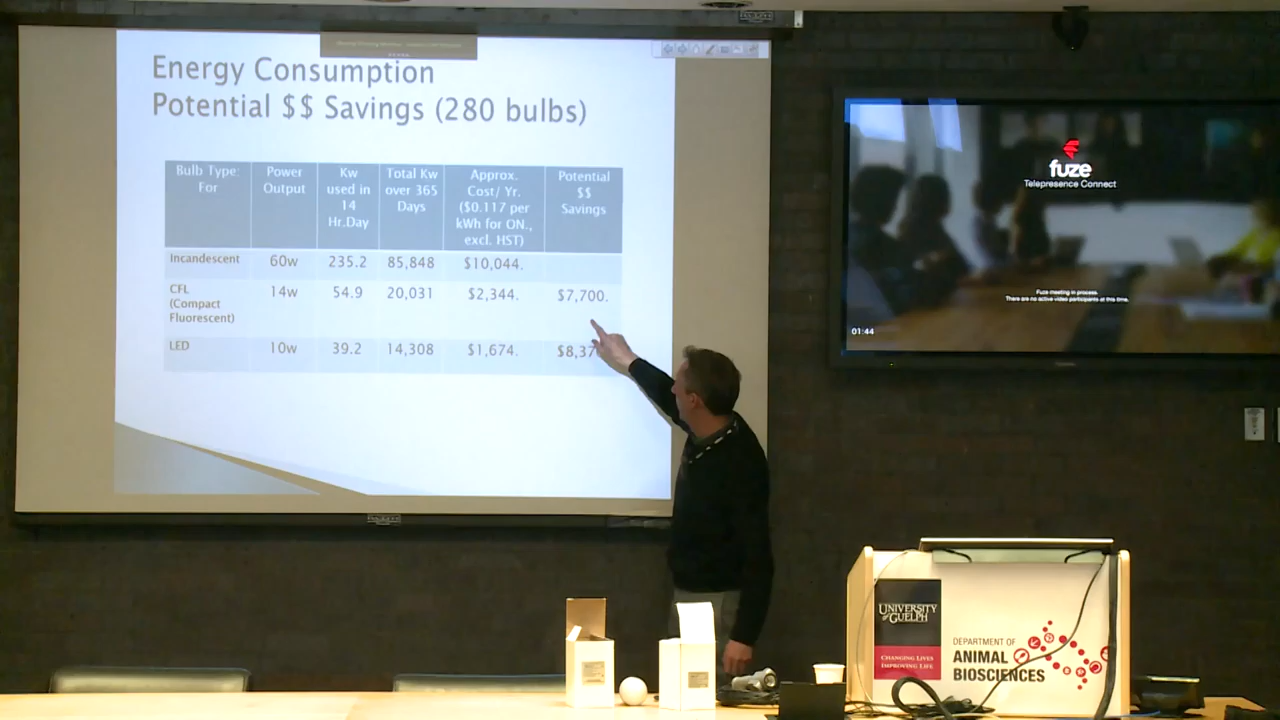 Energy Consumption
Potential $$ Savings (280 bulbs)
Bulb Type: For
Power Output
Kw used in 14 Hr.Day
Total Kw over 365 Days
Approx. Cost/ Yr. ($0.117 per kWh for ON., excl. HST)
Potential $$ Savings
Incandescent 60w 235.2 85,848 $10,044.
CFL (Compact Fluorescent) 14w 54.9 20,031 $2,344. $7,700.
LED 10w 39.2 14,308 $1,674. $8,37
fuze
Telepresence Connect
Fuze meeting in process.
There are no active video participants at this time.
01:44
UNIVERSITY
of GUELPH
CHANGING LIVES
IMPROVING LIFE
DEPARTMENT OF
ANIMAL
BIOSCIENCES